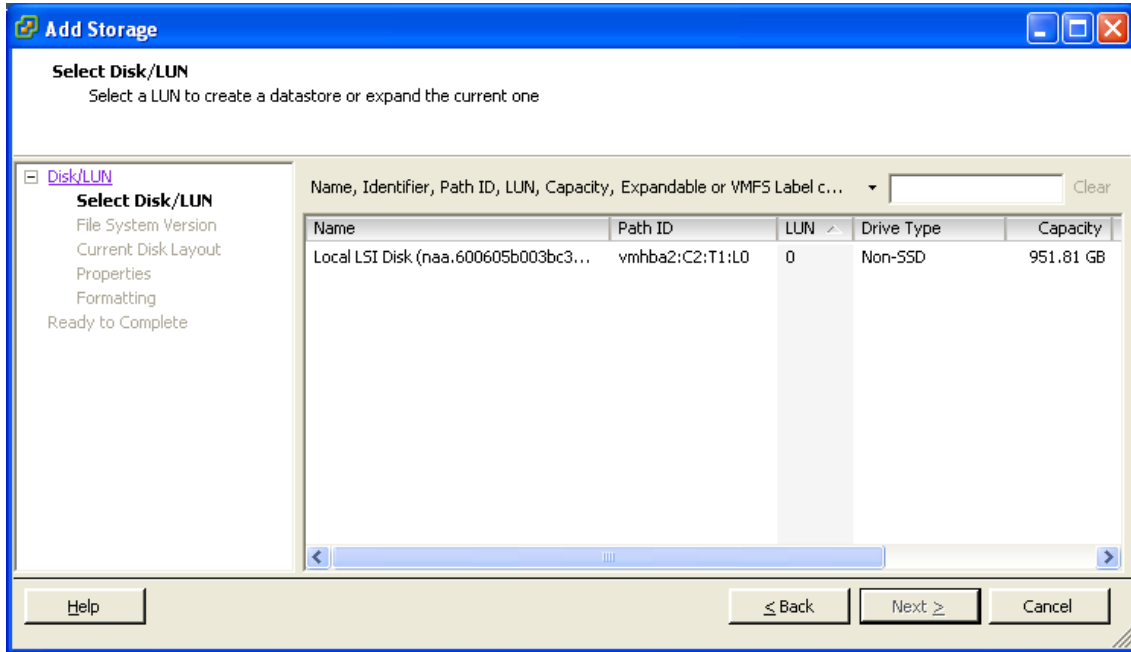 Add Storage
Select Disk/LUN
Select a LUN to create a datastore or expand the current one
Disk/LUN
Select Disk/LUN
File System Version
Current Disk Layout
Properties
Formatting
Ready to Complete
Name, Identifier, Path ID, LUN, Capacity, Expandable or VMFS Label c... Clear
Name Path ID LUN Drive Type Capacity
Local LSI Disk (naa.600605b003bc3... vmhba2:C2:T1:L0 0 Non-SSD 951.81 GB
Help < Back Next > Cancel